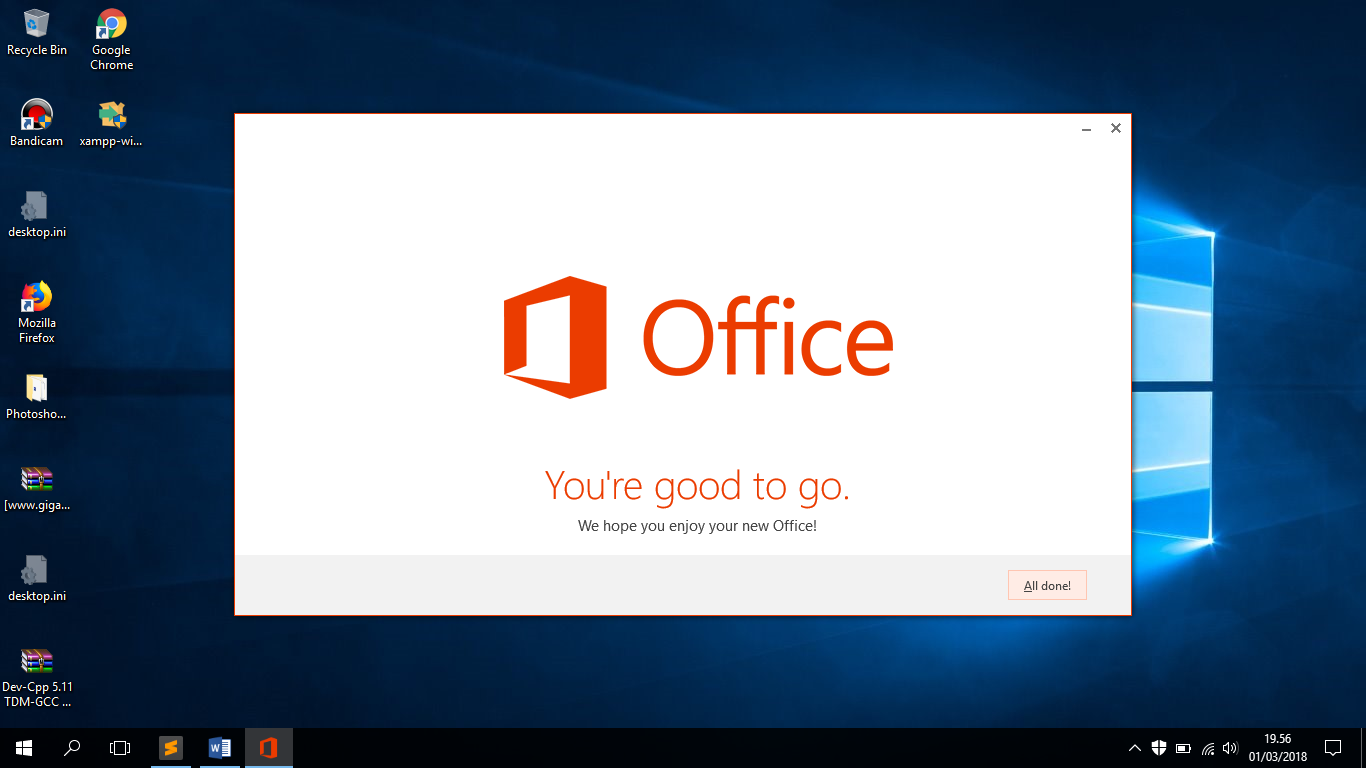 Recycle Bin
Google
Chrome
Bandicam
xampp-wi...
desktop.ini
Mozilla
Firefox
Photosho...
[www.giga...
desktop.ini
Dev-Cpp 5.11
TDM-GCC ...
Office
You're good to go.
We hope you enjoy your new Office!
All done!
19.56
01/03/2018